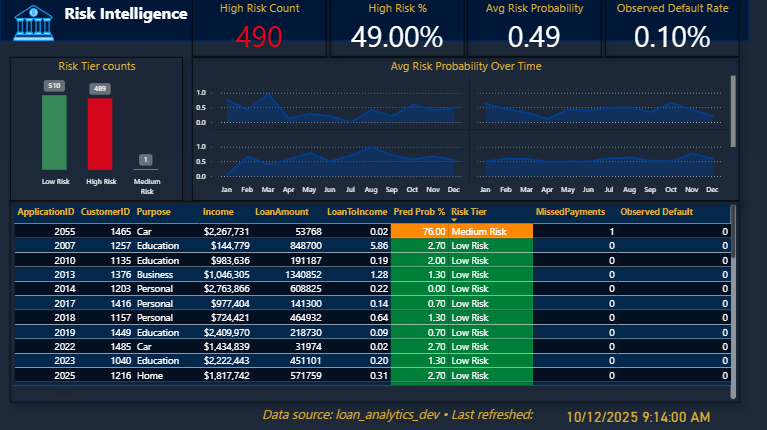 Risk Intelligence
High Risk Count
490
High Risk %
49.00%
Avg Risk Probability
0.49
Observed Default Rate
0.10%
Risk Tier counts
510
489
1
Low Risk
High Risk
Medium
Risk
Avg Risk Probability Over Time
1.0
0.5
0.0
1.0
0.5
0.0
Jan Feb Mar Apr May Jun Jul Aug Sep Oct Nov Dec
Jan Feb Mar Apr May Jun Jul Aug Sep Oct Nov Dec
ApplicationID CustomerID Purpose Income LoanAmount LoanToIncome Pred Prob % Risk Tier MissedPayments Observed Default
2055 1465 Car $2,267,731 53768 0.02 76.00 Medium Risk 1 0
2007 1257 Education $144,779 848700 5.86 2.70 Low Risk 0 0
2010 1135 Education $983,636 191187 0.19 2.00 Low Risk 0 0
2013 1376 Business $1,046,305 1340852 1.28 1.30 Low Risk 0 0
2014 1203 Personal $2,763,866 608825 0.22 0.00 Low Risk 0 0
2017 1416 Personal $977,404 141300 0.14 0.70 Low Risk 0 0
2018 1157 Personal $724,421 464932 0.64 1.30 Low Risk 0 0
2019 1449 Education $2,409,970 218730 0.09 0.70 Low Risk 0 0
2022 1485 Car $1,434,839 31974 0.02 2.70 Low Risk 0 0
2023 1040 Education $2,222,443 451101 0.20 1.30 Low Risk 0 0
2025 1216 Home $1,817,742 571759 0.31 2.70 Low Risk 0 0
Data source: loan_analytics_dev • Last refreshed: 10/12/2025 9:14:00 AM